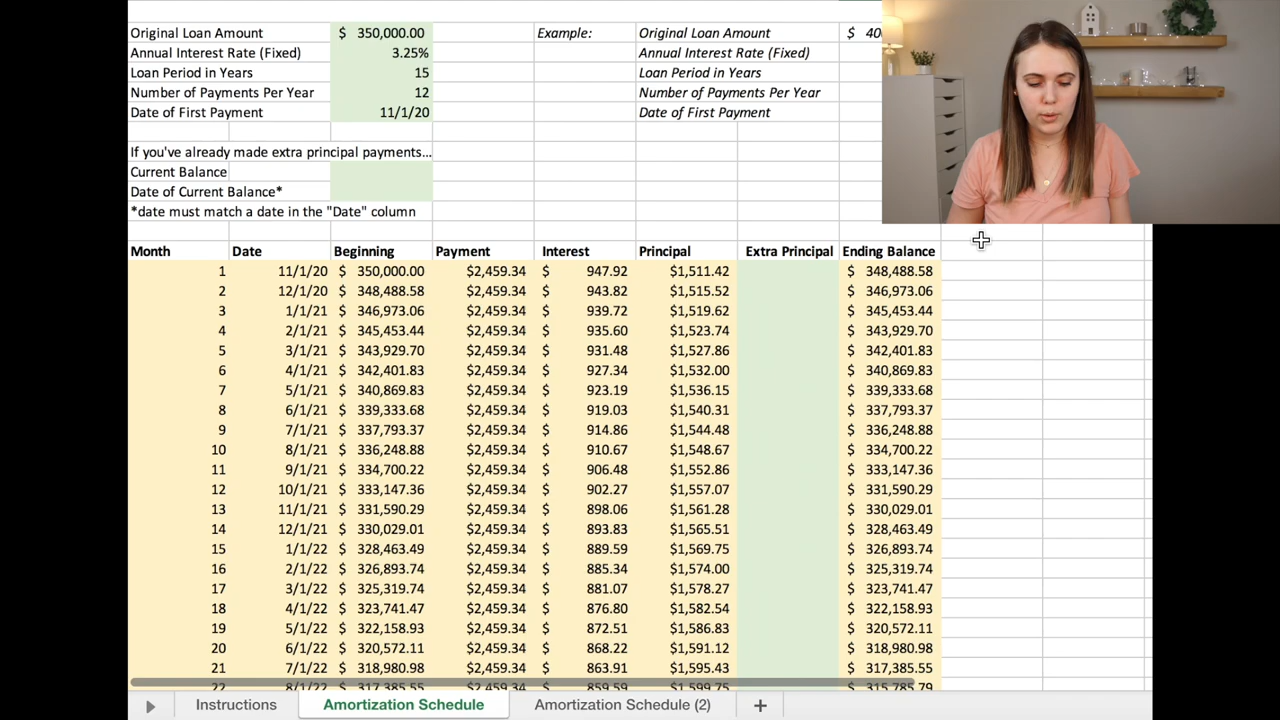 Original Loan Amount $ 350,000.00 Example: Original Loan Amount $ 40
Annual Interest Rate (Fixed) 3.25% Annual Interest Rate (Fixed)
Loan Period in Years 15 Loan Period in Years
Number of Payments Per Year 12 Number of Payments Per Year
Date of First Payment 11/1/20 Date of First Payment
If you've already made extra principal payments...
Current Balance
Date of Current Balance*
*date must match a date in the "Date" column
Month Date Beginning Payment Interest Principal Extra Principal Ending Balance
1 11/1/20 $ 350,000.00 $2,459.34 $ 947.92 $1,511.42 $ 348,488.58
2 12/1/20 $ 348,488.58 $2,459.34 $ 943.82 $1,515.52 $ 346,973.06
3 1/1/21 $ 346,973.06 $2,459.34 $ 939.72 $1,519.62 $ 345,453.44
4 2/1/21 $ 345,453.44 $2,459.34 $ 935.60 $1,523.74 $ 343,929.70
5 3/1/21 $ 343,929.70 $2,459.34 $ 931.48 $1,527.86 $ 342,401.83
6 4/1/21 $ 342,401.83 $2,459.34 $ 927.34 $1,532.00 $ 340,869.83
7 5/1/21 $ 340,869.83 $2,459.34 $ 923.19 $1,536.15 $ 339,333.68
8 6/1/21 $ 339,333.68 $2,459.34 $ 919.03 $1,540.31 $ 337,793.37
9 7/1/21 $ 337,793.37 $2,459.34 $ 914.86 $1,544.48 $ 336,248.88
10 8/1/21 $ 336,248.88 $2,459.34 $ 910.67 $1,548.67 $ 334,700.22
11 9/1/21 $ 334,700.22 $2,459.34 $ 906.48 $1,552.86 $ 333,147.36
12 10/1/21 $ 333,147.36 $2,459.34 $ 902.27 $1,557.07 $ 331,590.29
13 11/1/21 $ 331,590.29 $2,459.34 $ 898.06 $1,561.28 $ 330,029.01
14 12/1/21 $ 330,029.01 $2,459.34 $ 893.83 $1,565.51 $ 328,463.49
15 1/1/22 $ 328,463.49 $2,459.34 $ 889.59 $1,569.75 $ 326,893.74
16 2/1/22 $ 326,893.74 $2,459.34 $ 885.34 $1,574.00 $ 325,319.74
17 3/1/22 $ 325,319.74 $2,459.34 $ 881.07 $1,578.27 $ 323,741.47
18 4/1/22 $ 323,741.47 $2,459.34 $ 876.80 $1,582.54 $ 322,158.93
19 5/1/22 $ 322,158.93 $2,459.34 $ 872.51 $1,586.83 $ 320,572.11
20 6/1/22 $ 320,572.11 $2,459.34 $ 868.22 $1,591.12 $ 318,980.98
21 7/1/22 $ 318,980.98 $2,459.34 $ 863.91 $1,595.43 $ 317,385.55
22 8/1/22 $ 317,385.55 $2,459.34 $ 859.59 $1,599.75 $ 315,785.79
Instructions Amortization Schedule Amortization Schedule (2) +